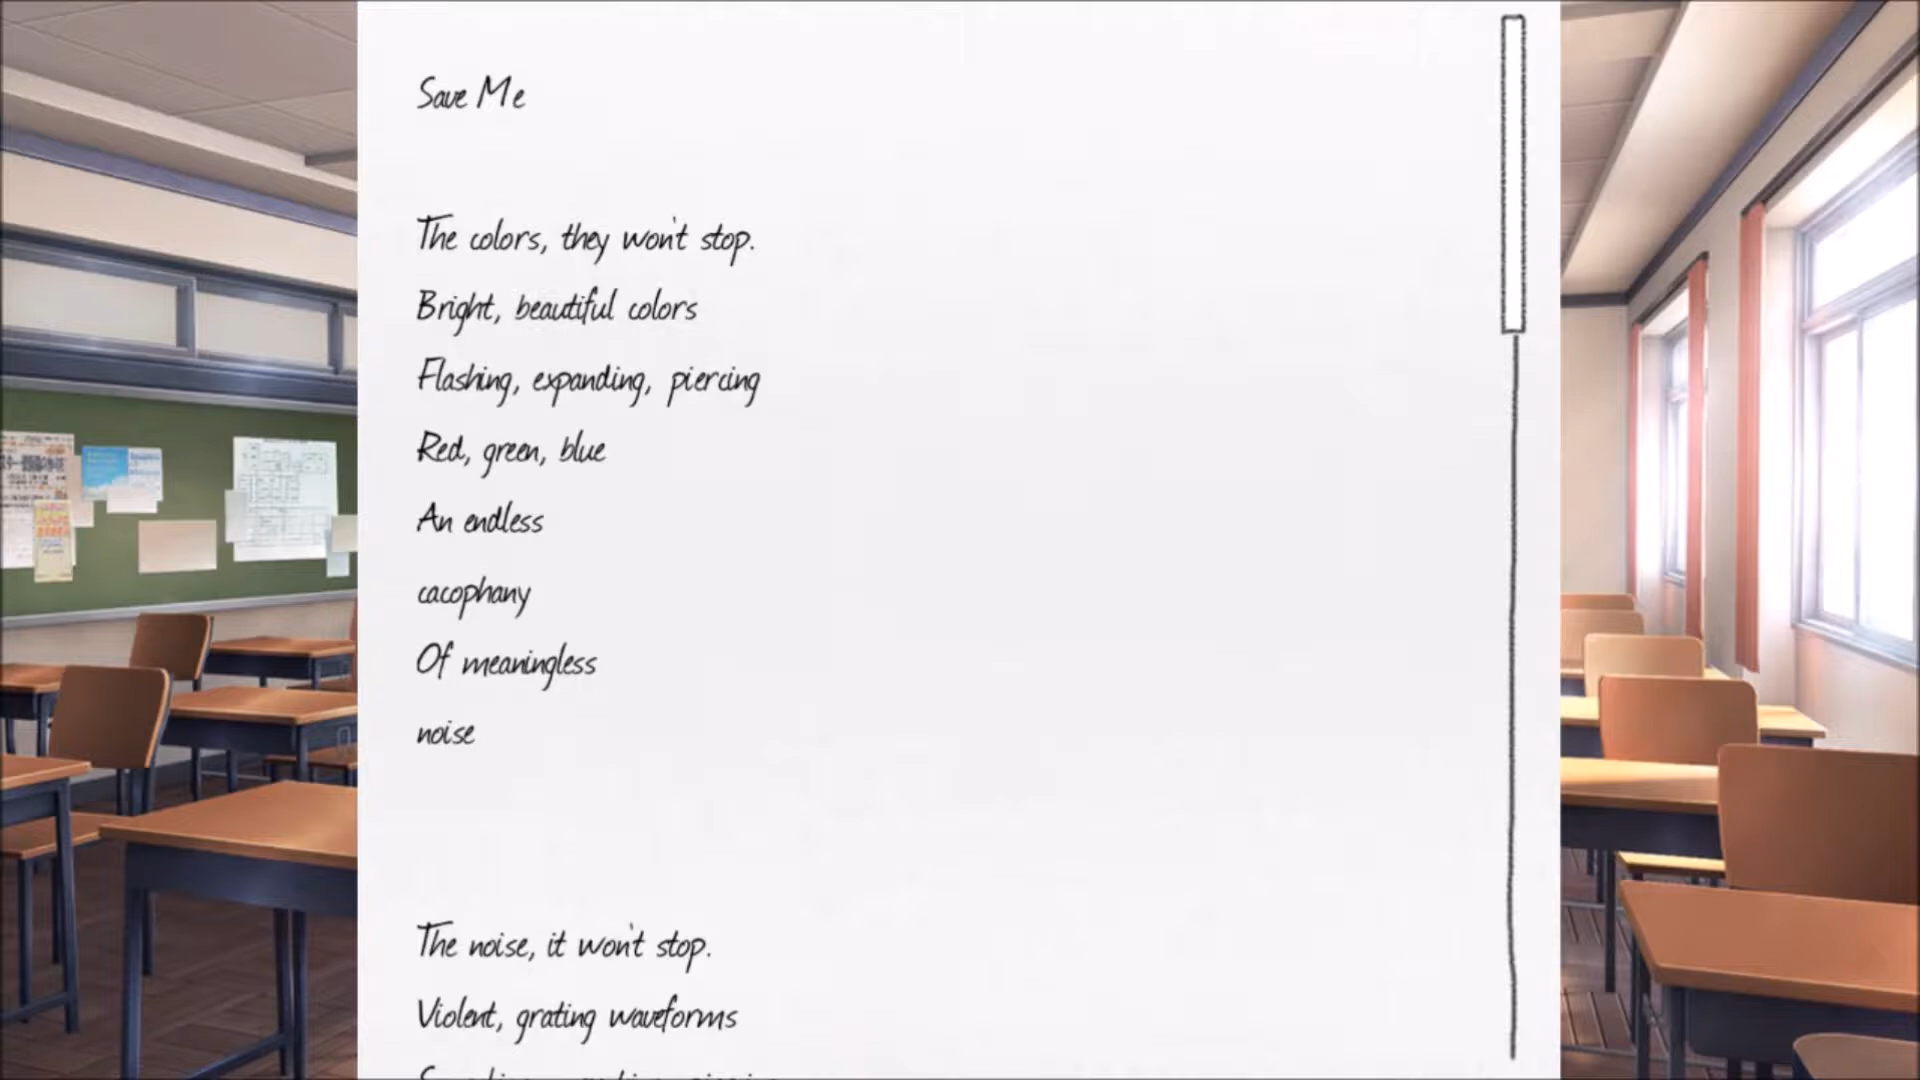 Save Me
The colors, they won't stop.
Bright, beautiful colors
Flashing, expanding, piercing
Red, green, blue
An endless
cacophany
Of meaningless
noise
The noise, it won't stop.
Violent, grating waveforms